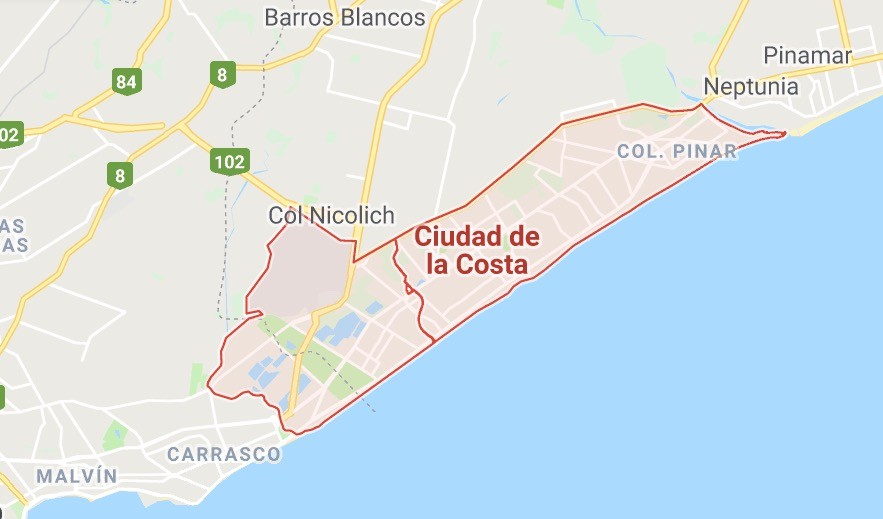 Barros Blancos
Pinamar
84
8
Neptunia
02
102
COL. PINAR
8
Col Nicolich
AS
AS
Ciudad de
la Costa
CARRASCO
MALVÍN